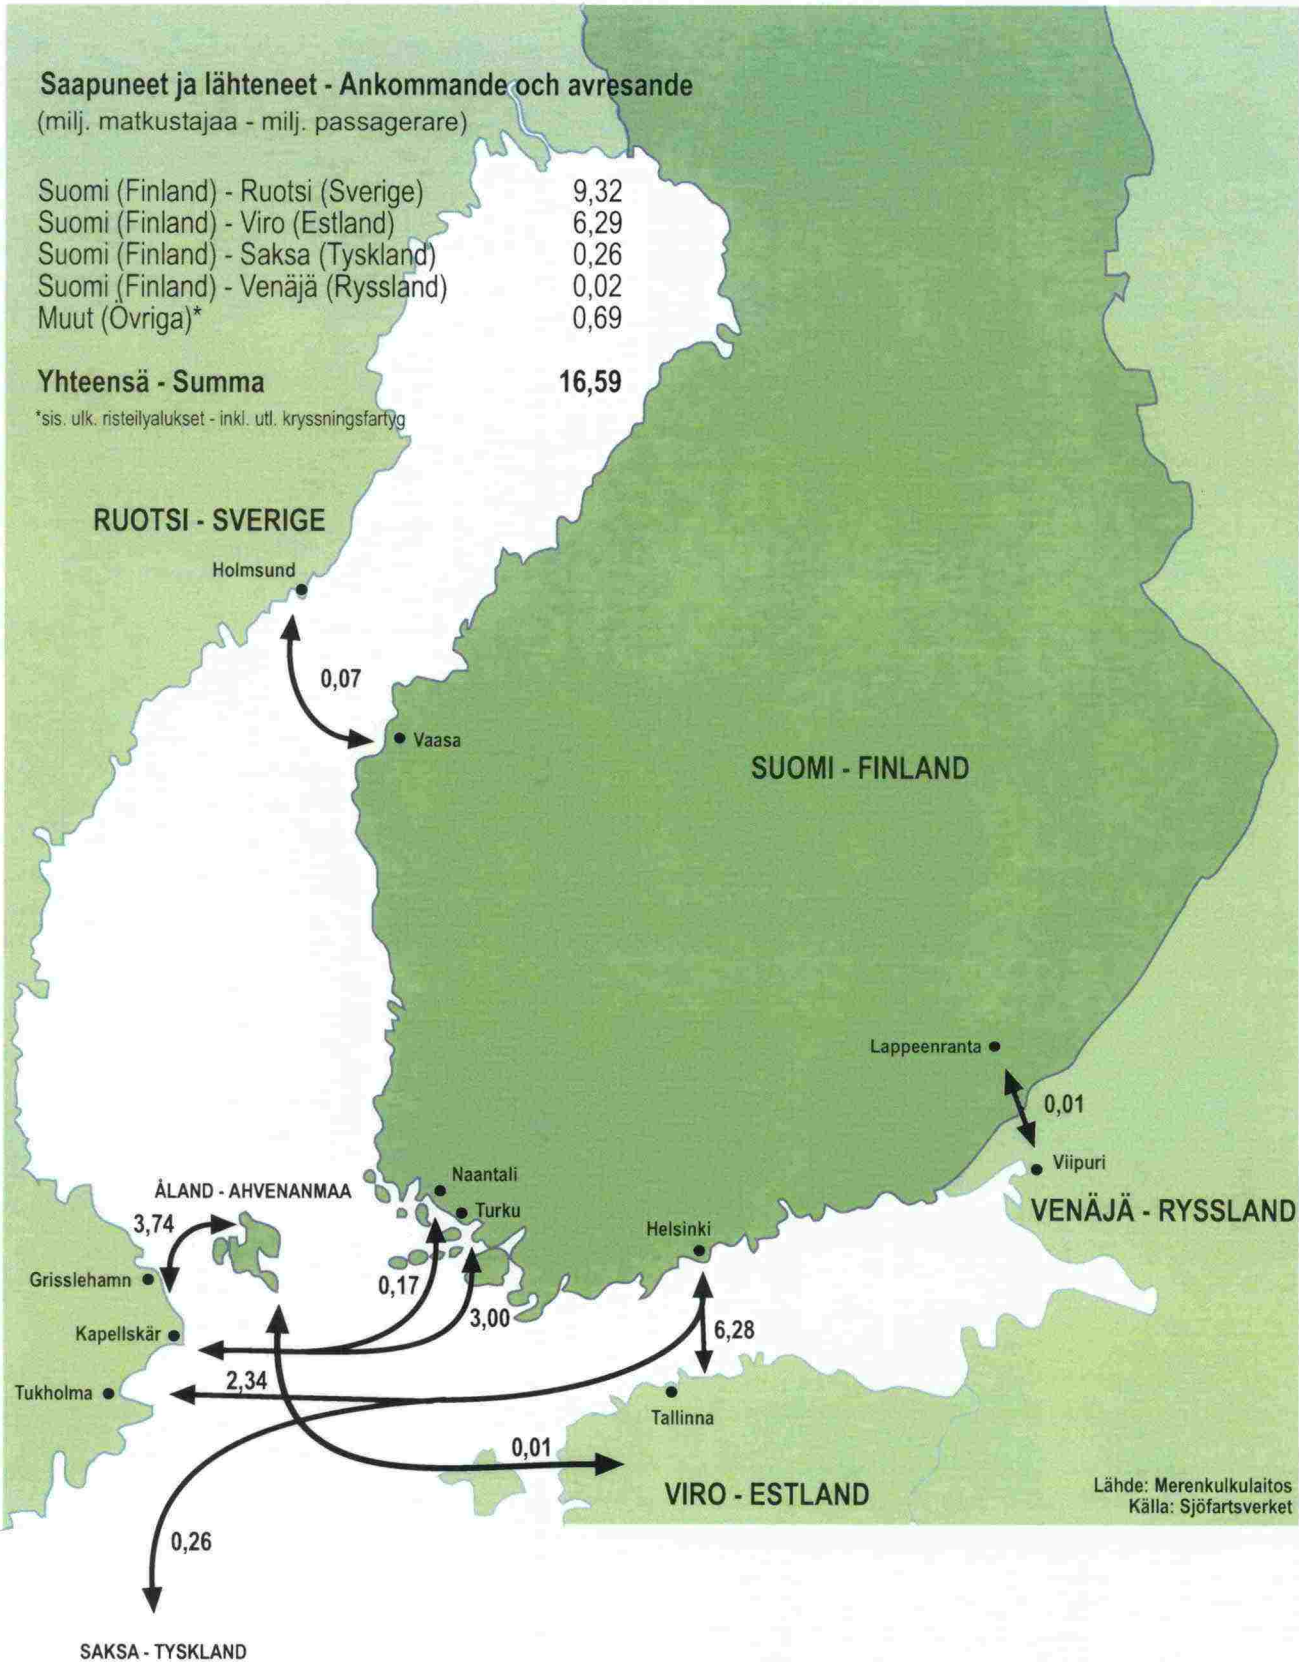 Saapuneet ja lähteneet - Ankommande och avresande
(milj. matkustajaa - milj. passagerare)
Suomi (Finland) - Ruotsi (Sverige) 9,32
Suomi (Finland) - Viro (Estland) 6,29
Suomi (Finland) - Saksa (Tyskland) 0,26
Suomi (Finland) - Venäjä (Ryssland) 0,02
Muut (Övriga)* 0,69
Yhteensä - Summa 16,59
*sis. ulk. risteilyalukset - inkl. utl. kryssningsfartyg
RUOTSI - SVERIGE
Holmsund
0,07
Vaasa
SUOMI - FINLAND
Lappeenranta
0,01
Viipuri
VENÄJÄ - RYSSLAND
Naantali
Turku
ÅLAND - AHVENANMAA
3,74
Helsinki
Grisslehamn
0,17
3,00
Kapellskär
6,28
Tukholma
2,34
Tallinna
0,01
VIRO - ESTLAND
Lähde: Merenkulkulaitos
Källa: Sjöfartsverket
0,26
SAKSA - TYSKLAND